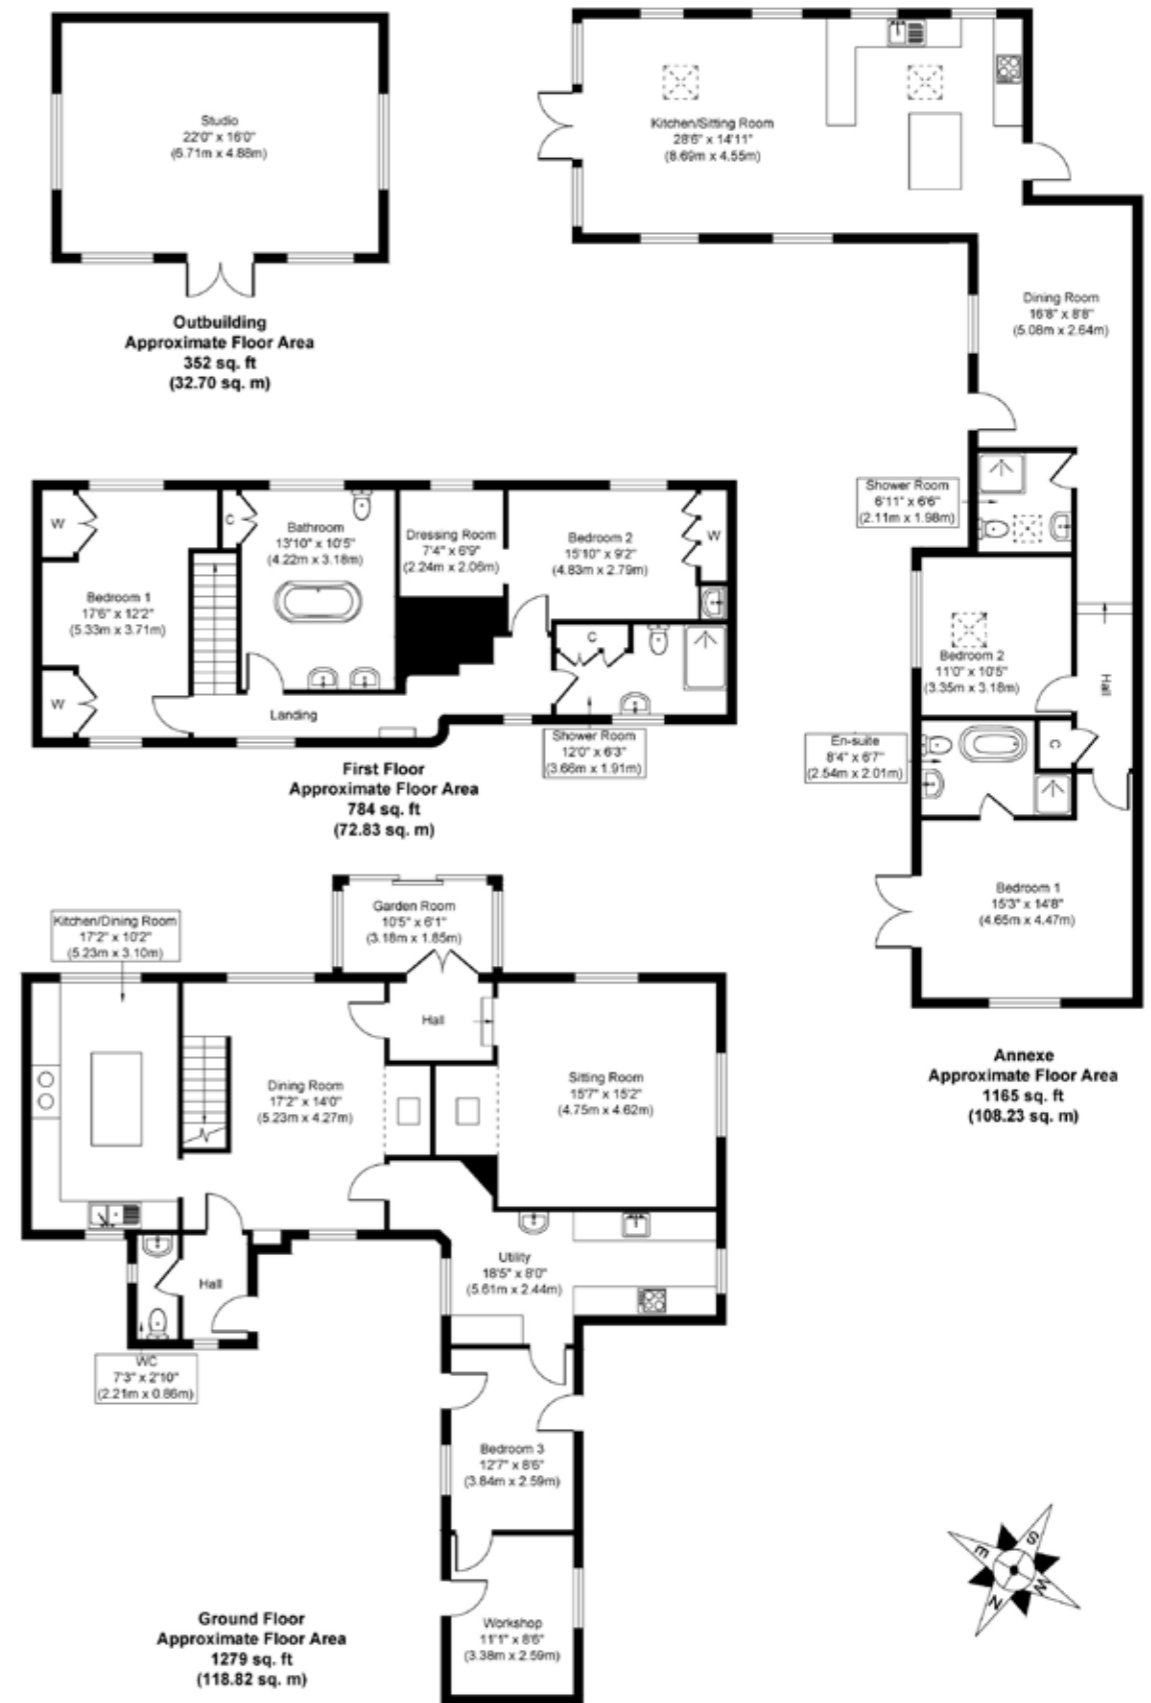 Studio
22'0" x 16'0"
(6.71m x 4.88m)
Outbuilding
Approximate Floor Area
352 sq. ft
(32.70 sq. m)
Kitchen/Sitting Room
28'6" x 14'11"
(8.69m x 4.55m)
Dining Room
16'8" x 8'8"
(5.08m x 2.64m)
Shower Room
6'11" x 6'6"
(2.11m x 1.98m)
Bedroom 2
11'0" x 10'5"
(3.35m x 3.18m)
Hall
En-suite
8'4" x 6'7"
(2.54m x 2.01m)
C
Bedroom 1
15'3" x 14'8"
(4.65m x 4.47m)
Annexe
Approximate Floor Area
1165 sq. ft
(108.23 sq. m)
W
C
Bathroom
13'10" x 10'5"
(4.22m x 3.18m)
Dressing Room
7'4" x 6'9"
(2.24m x 2.06m)
Bedroom 2
15'10" x 9'2"
(4.83m x 2.79m)
W
Bedroom 1
17'6" x 12'2"
(5.33m x 3.71m)
C
W
Landing
Shower Room
12'0" x 6'3"
(3.66m x 1.91m)
First Floor
Approximate Floor Area
784 sq. ft
(72.83 sq. m)
Garden Room
10'5" x 6'1"
(3.18m x 1.85m)
Kitchen/Dining Room
17'2" x 10'2"
(5.23m x 3.10m)
Hall
Dining Room
17'2" x 14'0"
(5.23m x 4.27m)
Sitting Room
15'7" x 15'2"
(4.75m x 4.62m)
Utility
18'5" x 8'0"
(5.61m x 2.44m)
Hall
WC
7'3" x 2'10"
(2.21m x 0.86m)
Bedroom 3
12'7" x 8'6"
(3.84m x 2.59m)
Workshop
11'1" x 8'6"
(3.38m x 2.59m)
Ground Floor
Approximate Floor Area
1279 sq. ft
(118.82 sq. m)
S
E
W
N